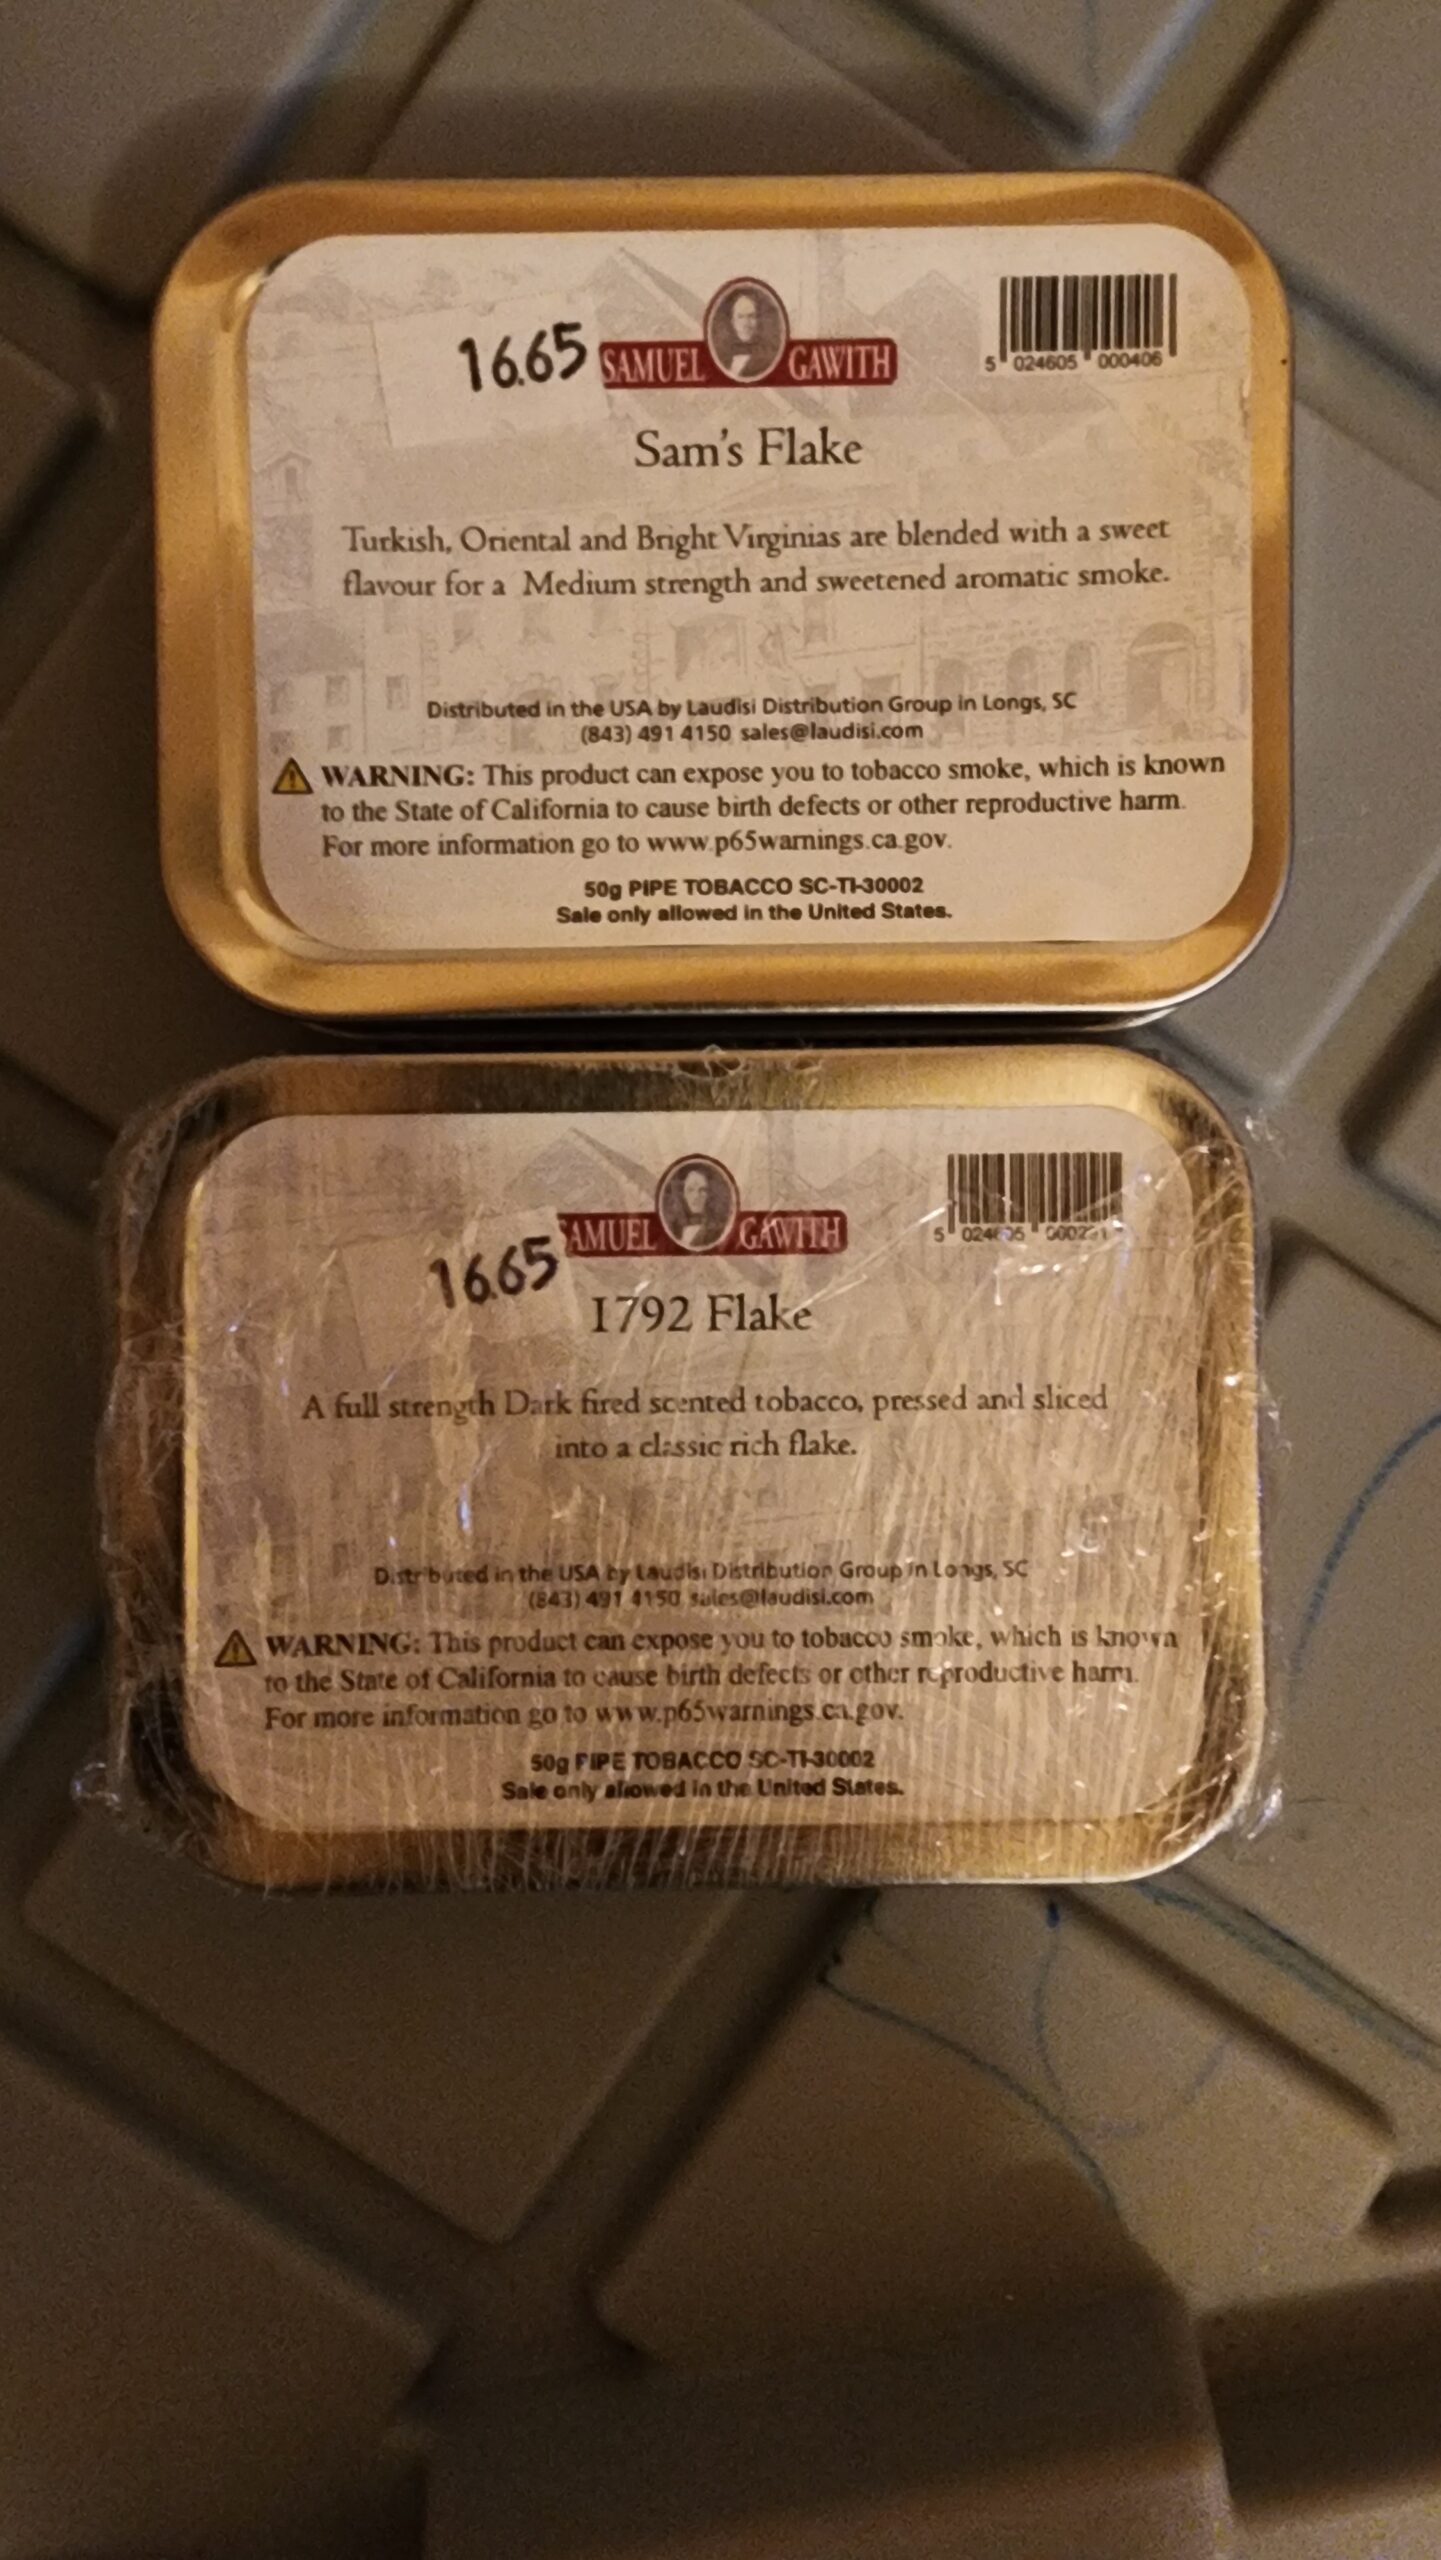 16.65
SAMUEL GAWITH
5 024605 000406
Sam's Flake
Turkish, Oriental and Bright Virginias are blended with a sweet
flavour for a Medium strength and sweetened aromatic smoke.
Distributed in the USA by Laudisi Distribution Group in Longs, SC
(843) 491 4150 sales@laudisi.com
WARNING: This product can expose you to tobacco smoke, which is known
to the State of California to cause birth defects or other reproductive harm.
For more information go to www.p65warnings.ca.gov.
50g PIPE TOBACCO SC-TI-30002
Sale only allowed in the United States.
16.65
SAMUEL GAWITH
5 024605
1792 Flake
A full strength Dark fired scented tobacco, pressed and sliced
into a classic rich flake.
Distributed in the USA by Laudisi Distribution Group in Longs, SC
(843) 491 4150 sales@laudisi.com
WARNING: This product can expose you to tobacco smoke, which is known
to the State of California to cause birth defects or other reproductive harm.
For more information go to www.p65warnings.ca.gov.
50g PIPE TOBACCO SC-TI-30002
Sale only allowed in the United States.